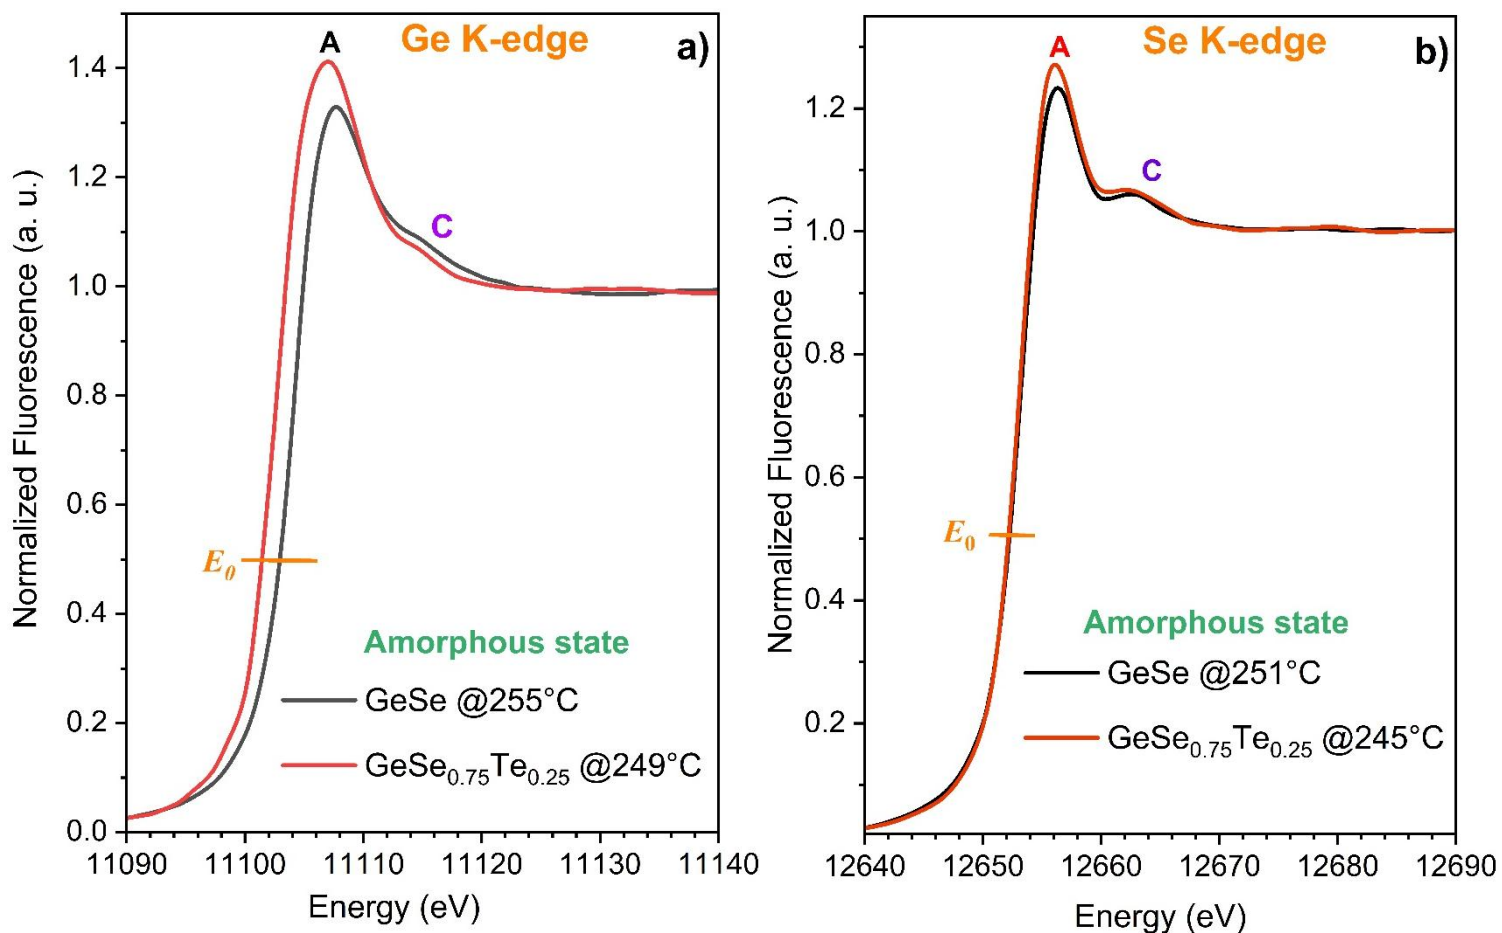 A
Ge K-edge
a)
C
E₀
Normalized Fluorescence (a. u.)
1.4
1.2
1.0
0.8
0.6
0.4
0.2
0.0
Amorphous state
GeSe @255°C
GeSe₀.₇₅Te₀.₂₅ @249°C
11090 11100 11110 11120 11130 11140
Energy (eV)
A
Se K-edge
b)
C
E₀
Normalized Fluorescence (a. u.)
1.2
1.0
0.8
0.6
0.4
0.2
Amorphous state
GeSe @251°C
GeSe₀.₇₅Te₀.₂₅ @245°C
12640 12650 12660 12670 12680 12690
Energy (eV)